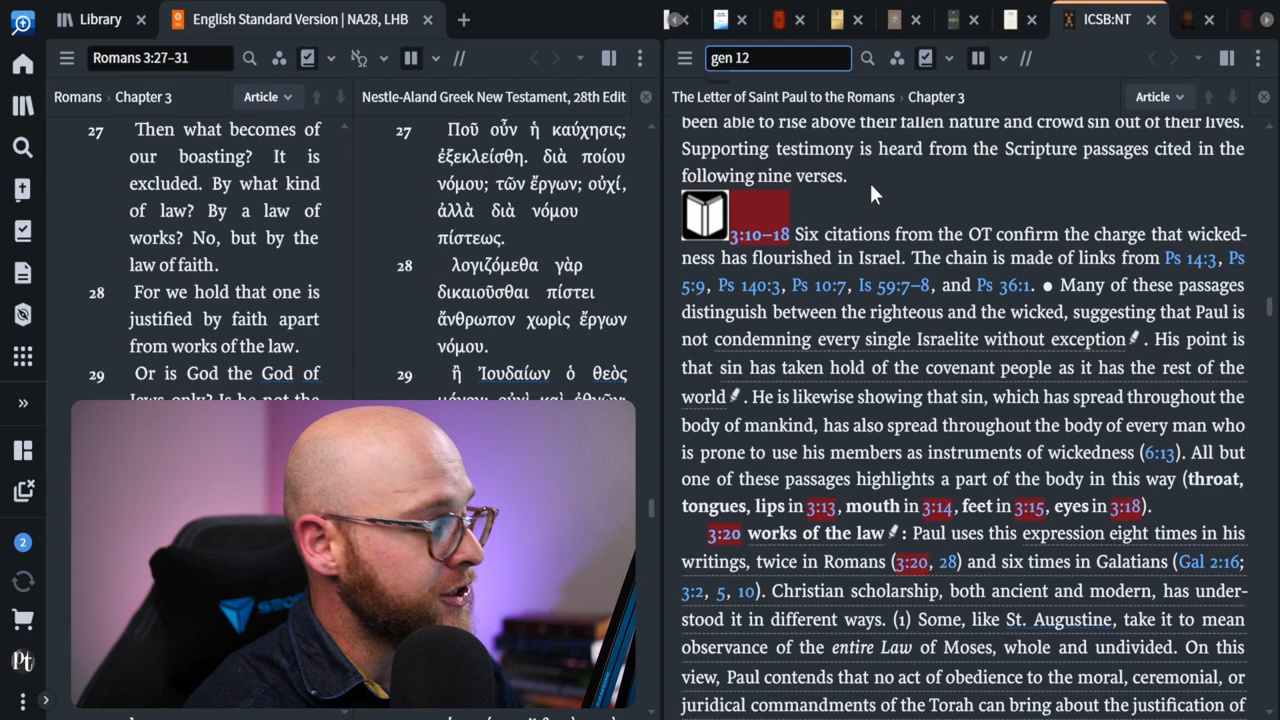 Library
English Standard Version | NA28, LHB
ICSB:NT
Romans 3:27–31
gen 12
Romans › Chapter 3
Article
Nestle-Aland Greek New Testament, 28th Edit
The Letter of Saint Paul to the Romans › Chapter 3
Article
27 Then what becomes of
our boasting? It is
excluded. By what kind
of law? By a law of
works? No, but by the
law of faith.
28 For we hold that one is
justified by faith apart
from works of the law.
29 Or is God the God of
Jews only? Is he not the
27 Ποῦ οὖν ἡ καύχησις;
ἐξεκλείσθη. διὰ ποίου
νόμου; τῶν ἔργων; οὐχί,
ἀλλὰ διὰ νόμου
πίστεως.
28 λογιζόμεθα γὰρ
δικαιοῦσθαι πίστει
ἄνθρωπον χωρὶς ἔργων
νόμου.
29 ἢ Ἰουδαίων ὁ θεὸς
μόνον; οὐχὶ καὶ ἐθνῶν;
been able to rise above their fallen nature and crowd sin out of their lives.
Supporting testimony is heard from the Scripture passages cited in the
following nine verses.
3:10–18 Six citations from the OT confirm the charge that wicked-
ness has flourished in Israel. The chain is made of links from Ps 14:3, Ps
5:9, Ps 140:3, Ps 10:7, Is 59:7–8, and Ps 36:1. ● Many of these passages
distinguish between the righteous and the wicked, suggesting that Paul is
not condemning every single Israelite without exception. His point is
that sin has taken hold of the covenant people as it has the rest of the
world. He is likewise showing that sin, which has spread throughout the
body of mankind, has also spread throughout the body of every man who
is prone to use his members as instruments of wickedness (6:13). All but
one of these passages highlights a part of the body in this way (throat,
tongues, lips in 3:13, mouth in 3:14, feet in 3:15, eyes in 3:18).
3:20 works of the law: Paul uses this expression eight times in his
writings, twice in Romans (3:20, 28) and six times in Galatians (Gal 2:16;
3:2, 5, 10). Christian scholarship, both ancient and modern, has under-
stood it in different ways. (1) Some, like St. Augustine, take it to mean
observance of the entire Law of Moses, whole and undivided. On this
view, Paul contends that no act of obedience to the moral, ceremonial, or
juridical commandments of the Torah can bring about the justification of
2
Pt